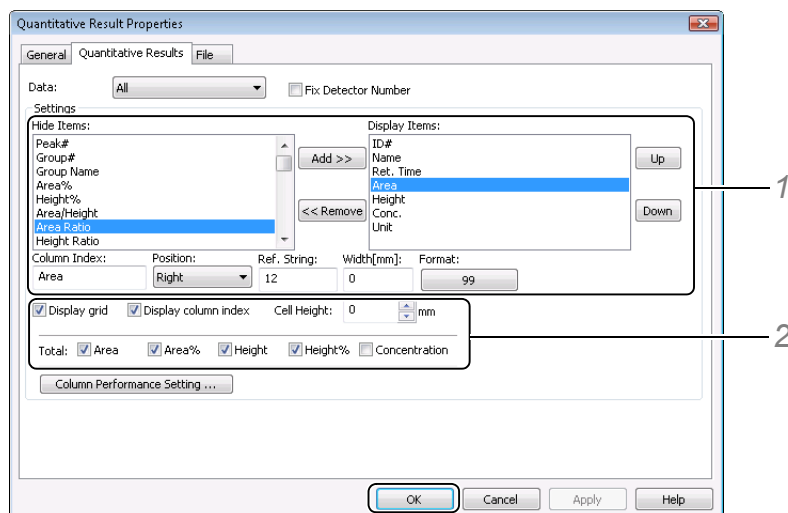 Quantitative Result Properties
General Quantitative Results File
Data: All Fix Detector Number
Settings
Hide Items: Display Items:
Peak# ID#
Group# Add >> Name Up
Group Name Ret. Time
Area% Area
Height% Height
Area/Height << Remove Conc. Down
Area Ratio Unit
Height Ratio
1
Column Index: Position: Ref. String: Width[mm]: Format:
Area Right 12 0 99
Display grid Display column index Cell Height: 0 mm
2
Total: Area Area% Height Height% Concentration
Column Performance Setting ...
OK Cancel Apply Help